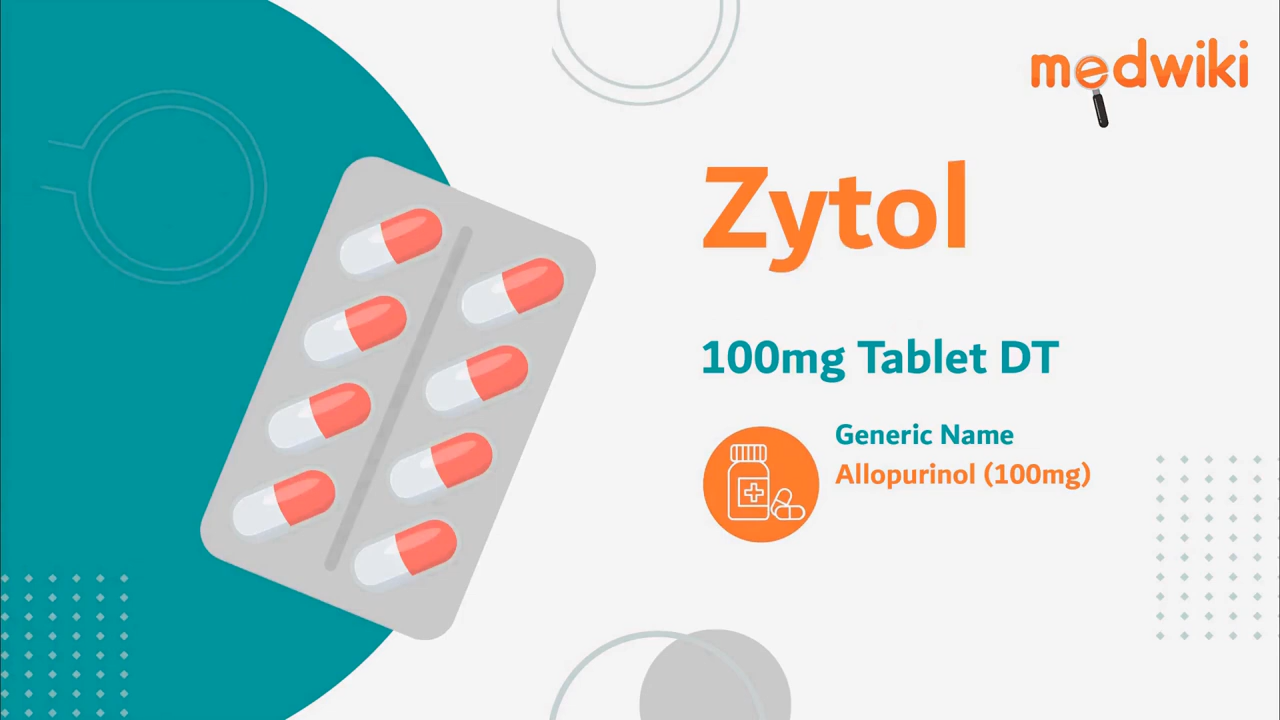 medwiki
Zytol
100mg Tablet DT
Generic Name
Allopurinol (100mg)